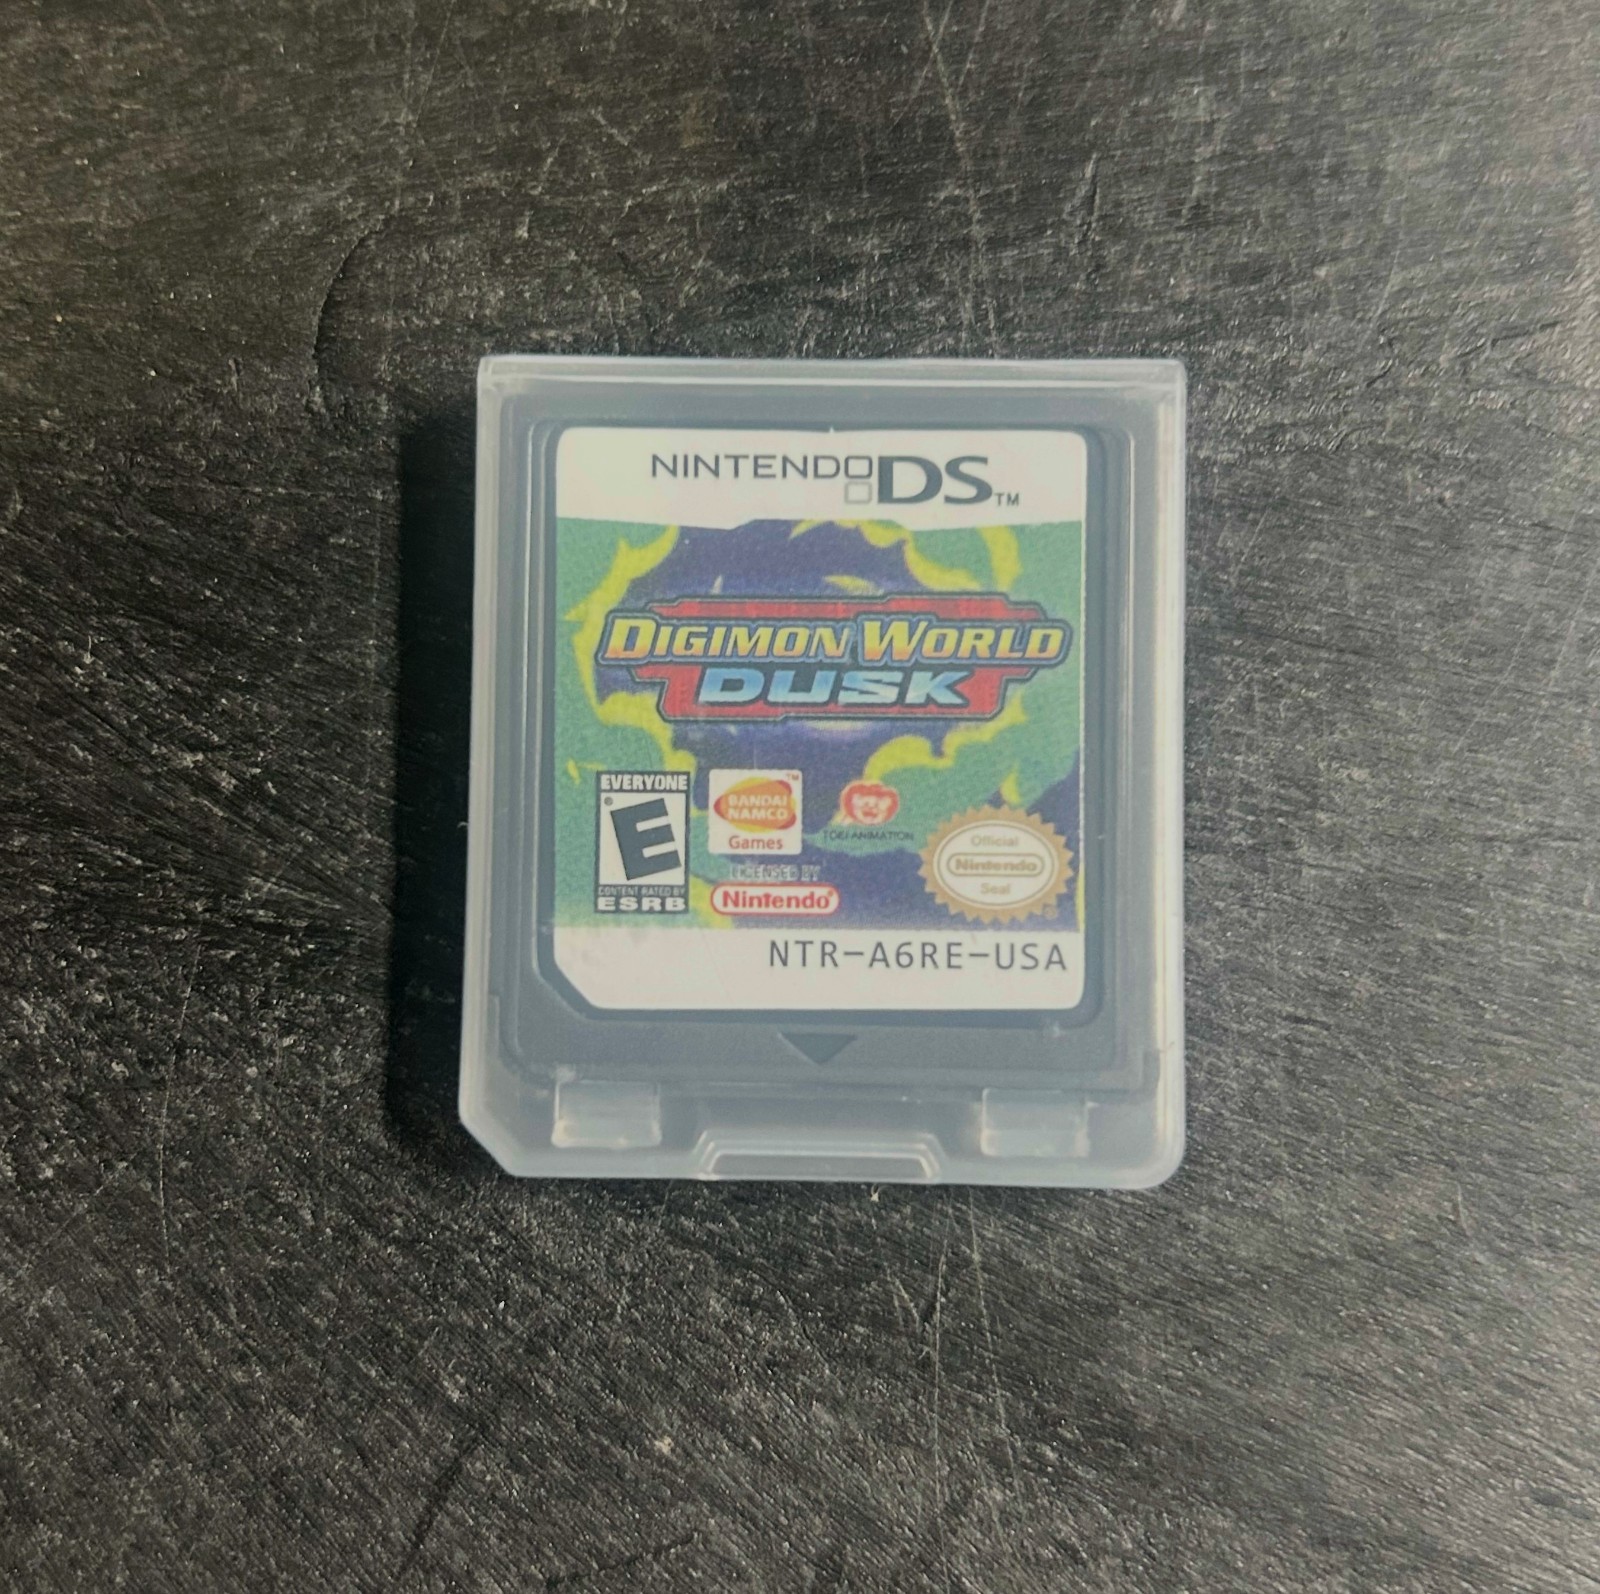 NINTENDO DS™
DIGIMON WORLD
DUSK
EVERYONE
E
CONTENT RATED BY
ESRB
BANDAI
NAMCO
Games
™
TOEI ANIMATION
LICENSED BY
Nintendo®
Official
Nintendo
Seal
®
NTR-A6RE-USA